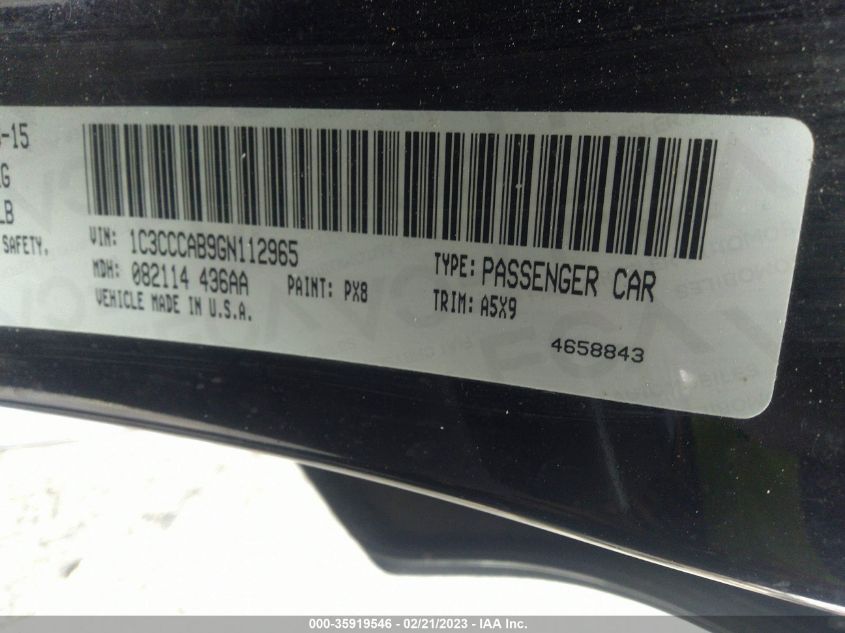 -15
G
LB
SAFETY.
VIN: 1C3CCCAB9GN112965
MDH: 082114 436AA
PAINT: PX8
VEHICLE MADE IN U.S.A.
TYPE: PASSENGER CAR
TRIM: A5X9
4658843
000-35919546 - 02/21/2023 - IAA Inc.